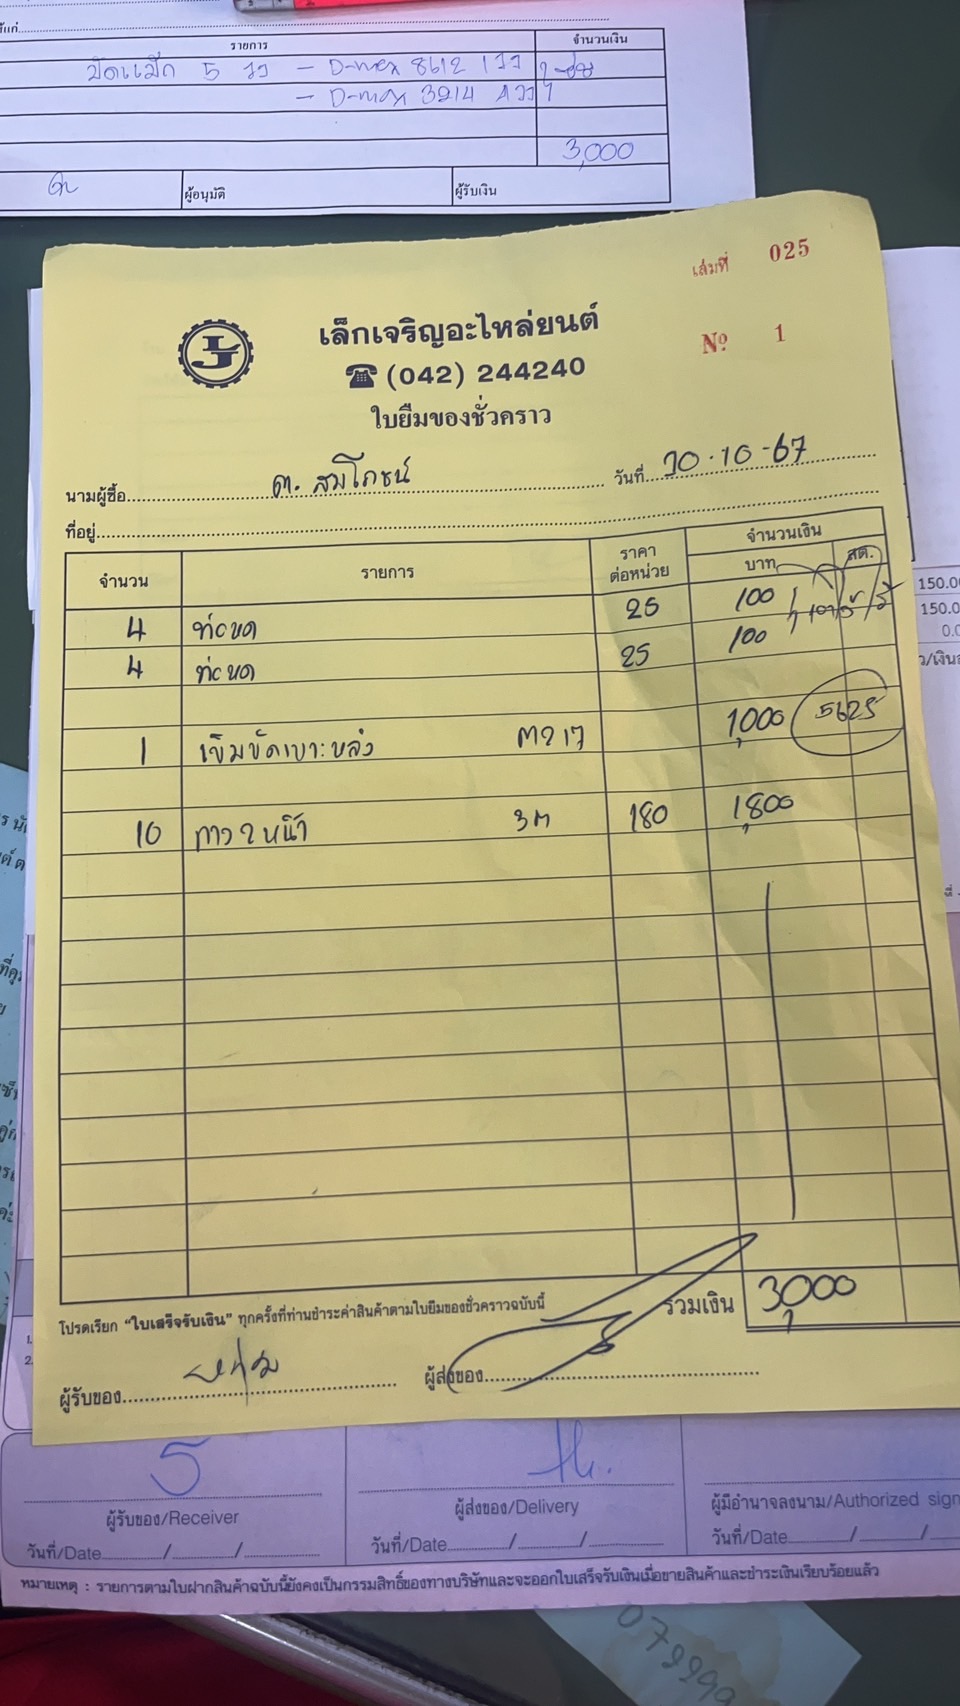 รายการ จำนวนเงิน
ขัดแม็ก 5 วง - D-max 8612 1 วง
- D-max 3914 4 วง
3,000
ผู้อนุมัติ ผู้รับเงิน
เล่มที่ 025
เล็กเจริญอะไหล่ยนต์
Nº 1
(042) 244240
ใบยืมของชั่วคราว
นามผู้ซื้อ ส. สมโภชน์ วันที่ 10-10-67
ที่อยู่
จำนวน รายการ ราคาต่อหน่วย จำนวนเงิน
บาท สต.
4 ท่อหด 25 100
4 ท่อหด 25 100
1 เข็มขัดเบาะหลัง 1,000 5625
10 กาว 2 หน้า 3M 180 1,800
โปรดเรียก "ใบเสร็จรับเงิน" ทุกครั้งที่ท่านชำระค่าสินค้าตามใบยืมของชั่วคราวฉบับนี้ รวมเงิน 3,000
ผู้รับของ ผู้ส่งของ
150.0
150.0
0.0
ผู้รับของ/Receiver ผู้ส่งของ/Delivery ผู้มีอำนาจลงนาม/Authorized sign
วันที่/Date / / วันที่/Date / / วันที่/Date / /
หมายเหตุ : รายการตามใบฝากสินค้าฉบับนี้ยังคงเป็นกรรมสิทธิ์ของทางบริษัทและจะออกใบเสร็จรับเงินเมื่อขายสินค้าและชำระเงินเรียบร้อยแล้ว